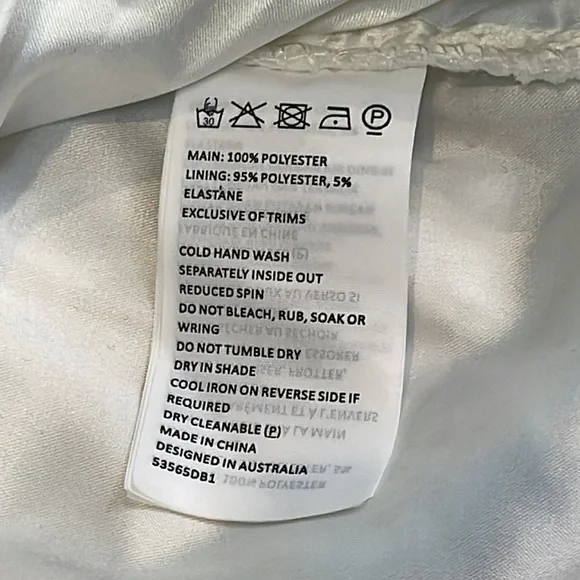 30 P
MAIN: 100% POLYESTER
LINING: 95% POLYESTER, 5%
ELASTANE
EXCLUSIVE OF TRIMS
COLD HAND WASH
SEPARATELY INSIDE OUT
REDUCED SPIN
DO NOT BLEACH, RUB, SOAK OR
WRING
DO NOT TUMBLE DRY
DRY IN SHADE
COOL IRON ON REVERSE SIDE IF
REQUIRED
DRY CLEANABLE (P)
MADE IN CHINA
DESIGNED IN AUSTRALIA
53565DB1